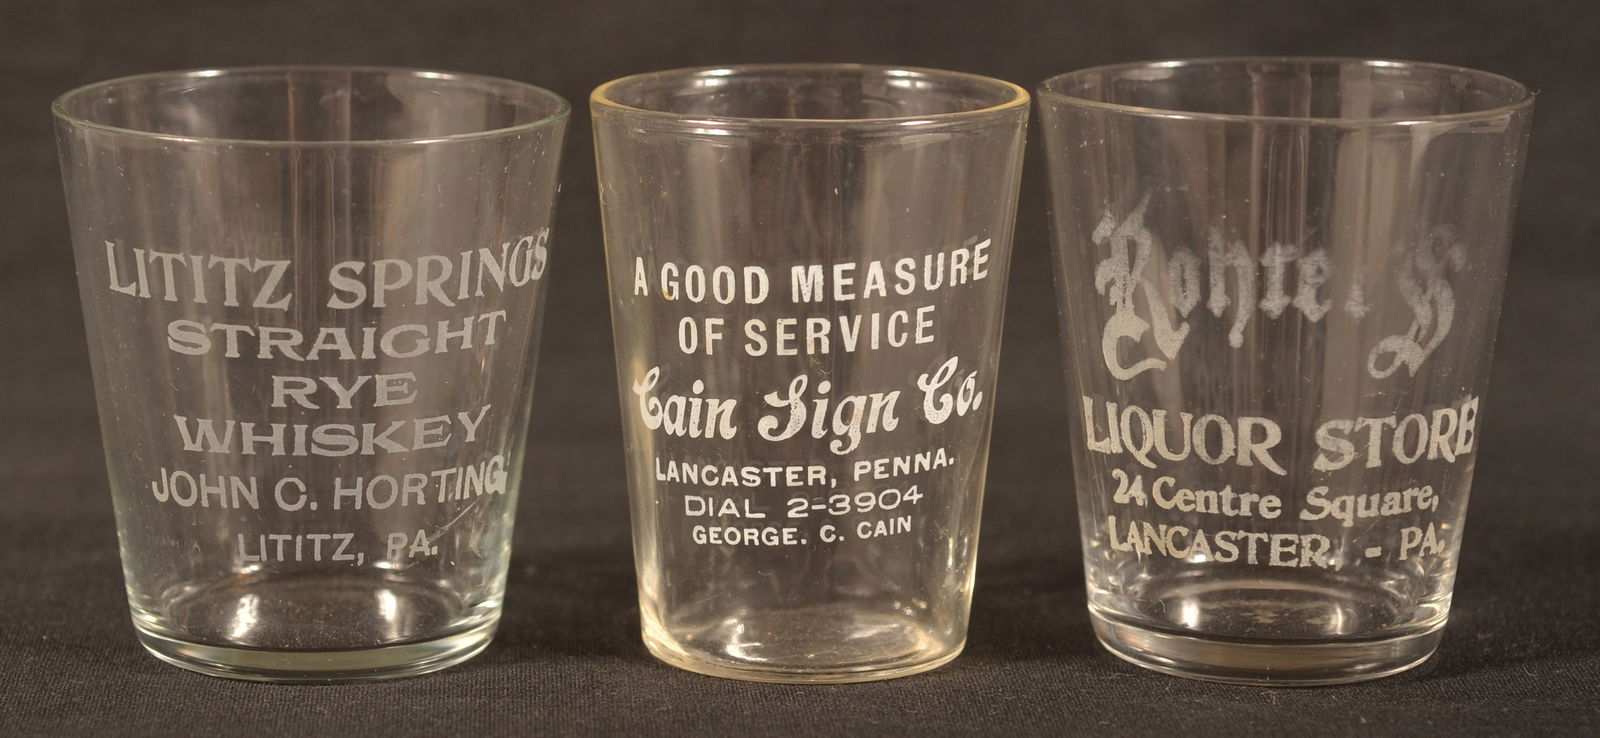 LITITZ SPRINGS
STRAIGHT
RYE
WHISKEY
JOHN C. HORTING
LITITZ, PA.
A GOOD MEASURE
OF SERVICE
Cain Sign Co.
LANCASTER, PENNA.
DIAL 2-3904
GEORGE. C. CAIN
Rohrer's
LIQUOR STORE
24 Centre Square,
LANCASTER, - PA.